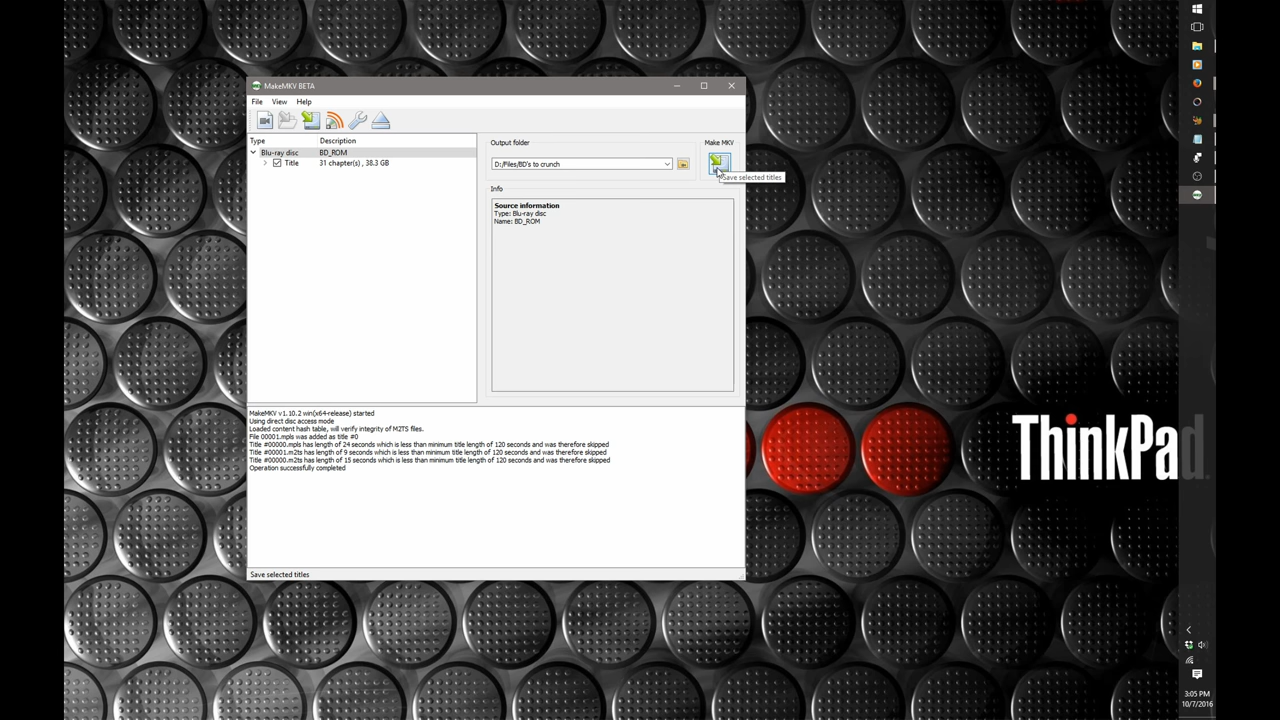 MakeMKV BETA
File View Help
Type Description
Blu-ray disc BD_ROM
Title 31 chapter(s) , 38.3 GB
Output folder
Make MKV
D:/Files/BD's to crunch
Save selected titles
Info
Source information
Type: Blu-ray disc
Name: BD_ROM
MakeMKV v1.10.2 win(x64-release) started
Using direct disc access mode
Loaded content hash table, will verify integrity of M2TS files.
File 00001.mpls was added as title #0
Title #00000.mpls has length of 24 seconds which is less than minimum title length of 120 seconds and was therefore skipped
Title #00001.m2ts has length of 9 seconds which is less than minimum title length of 120 seconds and was therefore skipped
Title #00000.m2ts has length of 15 seconds which is less than minimum title length of 120 seconds and was therefore skipped
Operation successfully completed
Save selected titles
ThinkPad
3:05 PM
10/7/2016